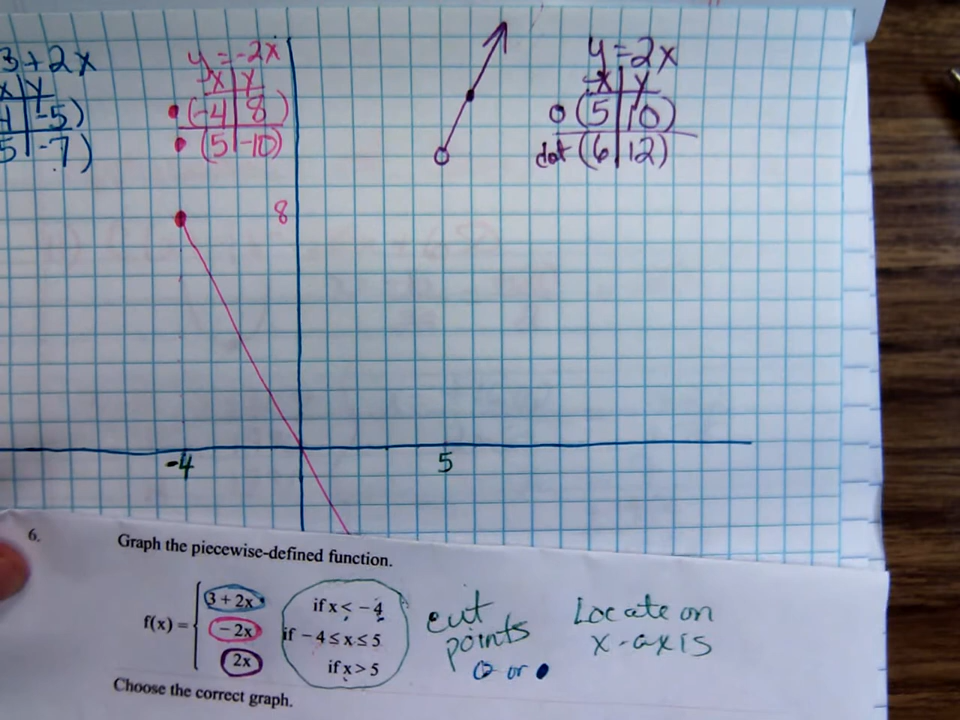 3 + 2x
x y
4 -5)
5 -7)
y = -2x
x y
(-4 8)
(5 -10)
y = 2x
x y
(5 10)
dot (6 12)
8
-4
5
6.
Graph the piecewise-defined function.
3 + 2x if x < -4
f(x) = -2x if -4 ≤ x ≤ 5
2x if x > 5
cut points
o or •
Locate on
x-axis
Choose the correct graph.